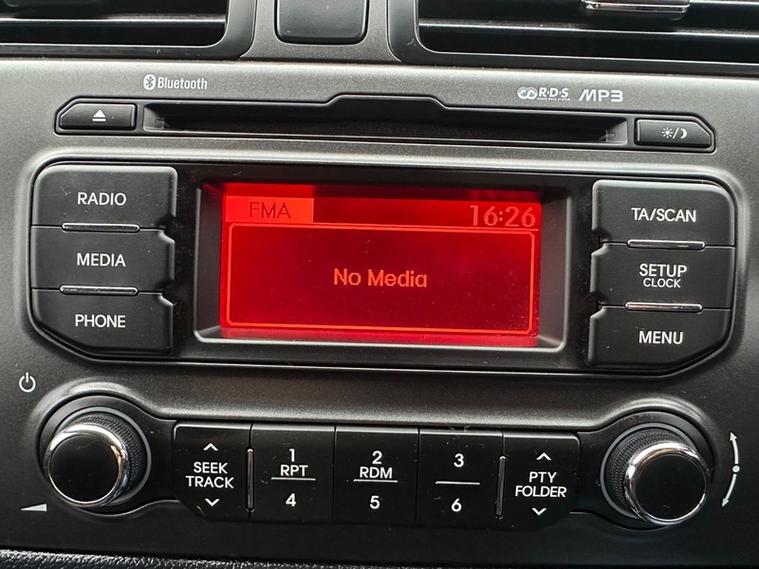 Bluetooth
R·D·S
MP3
RADIO
MEDIA
PHONE
FMA
16:26
No Media
TA/SCAN
SETUP
CLOCK
MENU
SEEK
TRACK
1
RPT
4
2
RDM
5
3
6
PTY
FOLDER